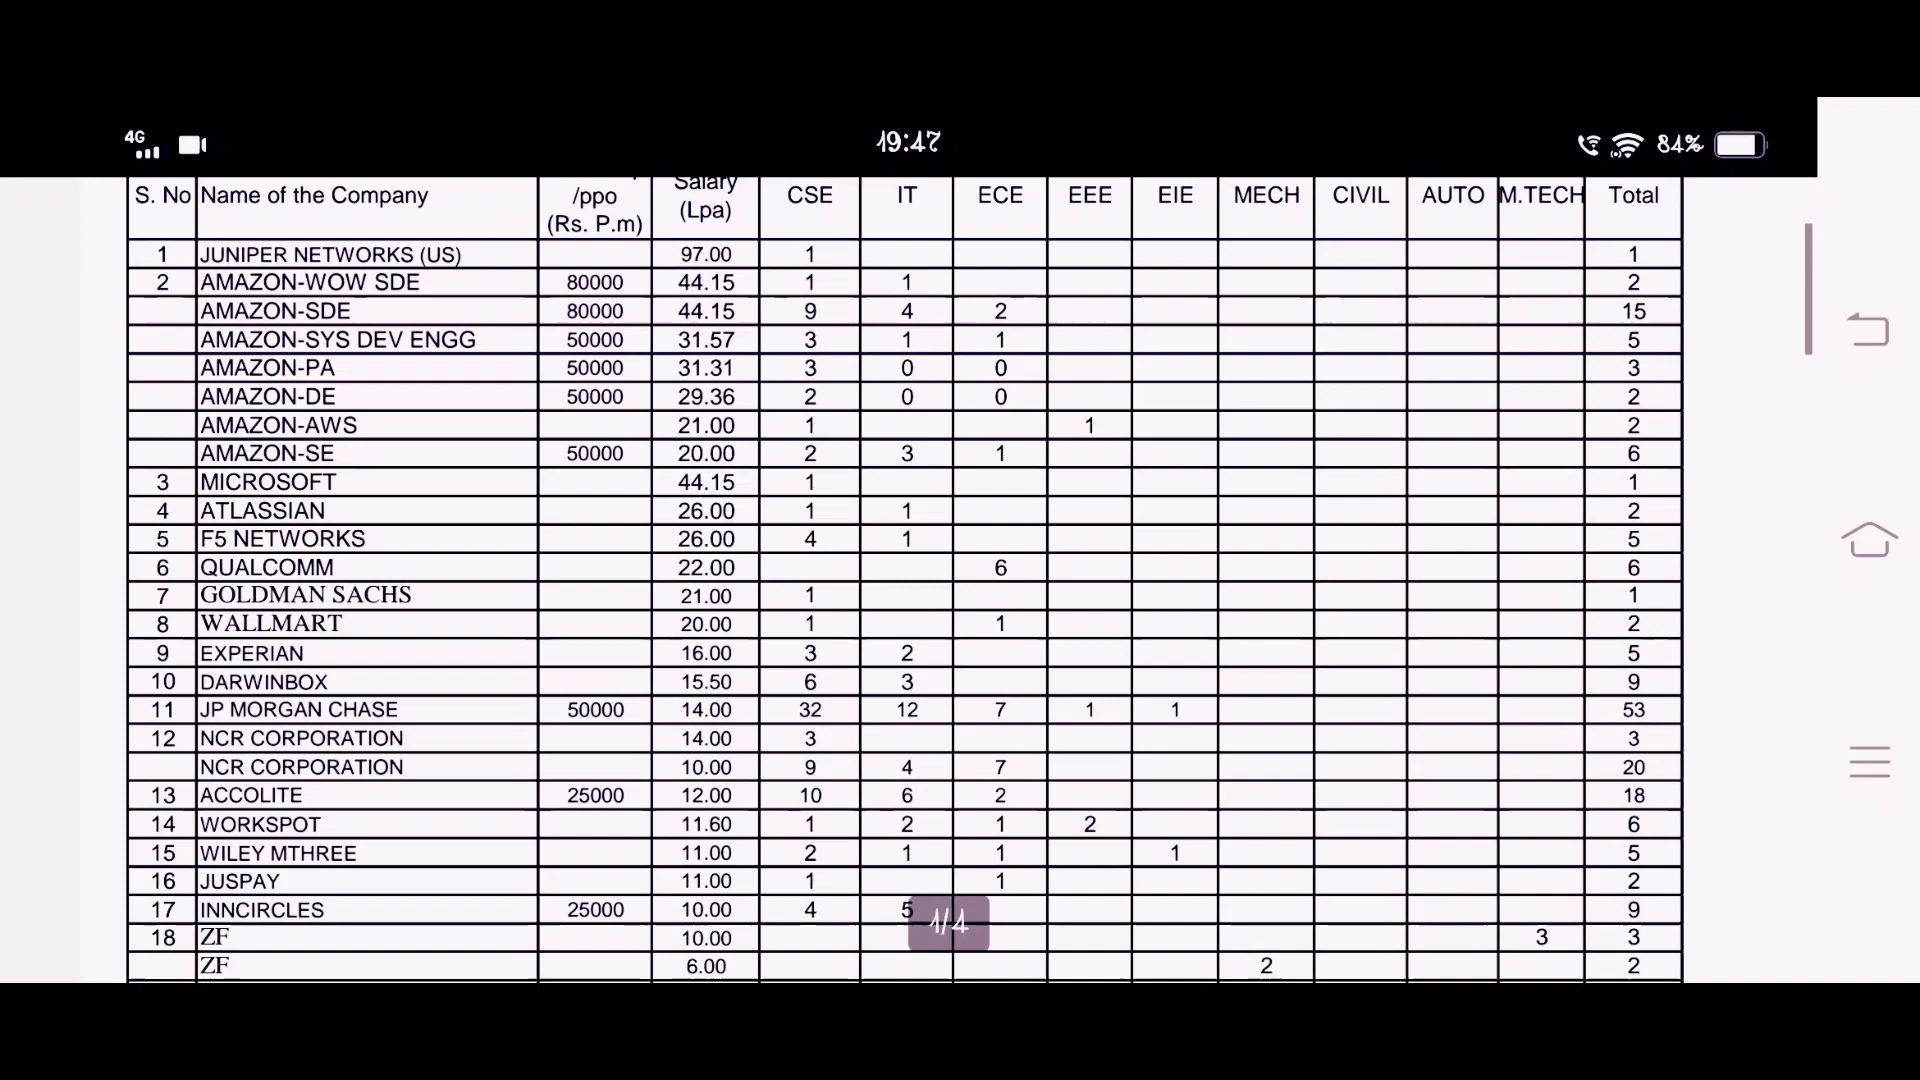 4G 19:47 84%
S. No Name of the Company /ppo (Rs. P.m) Salary (Lpa) CSE IT ECE EEE EIE MECH CIVIL AUTO M.TECH Total
1 JUNIPER NETWORKS (US) 97.00 1 1
2 AMAZON-WOW SDE 80000 44.15 1 1 2
AMAZON-SDE 80000 44.15 9 4 2 15
AMAZON-SYS DEV ENGG 50000 31.57 3 1 1 5
AMAZON-PA 50000 31.31 3 0 0 3
AMAZON-DE 50000 29.36 2 0 0 2
AMAZON-AWS 21.00 1 1 2
AMAZON-SE 50000 20.00 2 3 1 6
3 MICROSOFT 44.15 1 1
4 ATLASSIAN 26.00 1 1 2
5 F5 NETWORKS 26.00 4 1 5
6 QUALCOMM 22.00 6 6
7 GOLDMAN SACHS 21.00 1 1
8 WALLMART 20.00 1 1 2
9 EXPERIAN 16.00 3 2 5
10 DARWINBOX 15.50 6 3 9
11 JP MORGAN CHASE 50000 14.00 32 12 7 1 1 53
12 NCR CORPORATION 14.00 3 3
NCR CORPORATION 10.00 9 4 7 20
13 ACCOLITE 25000 12.00 10 6 2 18
14 WORKSPOT 11.60 1 2 1 2 6
15 WILEY MTHREE 11.00 2 1 1 1 5
16 JUSPAY 11.00 1 1 2
17 INNCIRCLES 25000 10.00 4 5 9
1/4
18 ZF 10.00 3 3
ZF 6.00 2 2